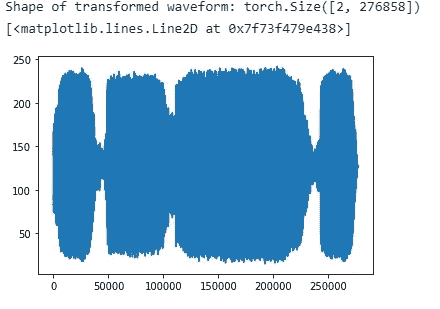 Shape of transformed waveform: torch.Size([2, 276858])
[<matplotlib.lines.Line2D at 0x7f73f479e438>]
250
200
150
100
50
0 50000 100000 150000 200000 250000